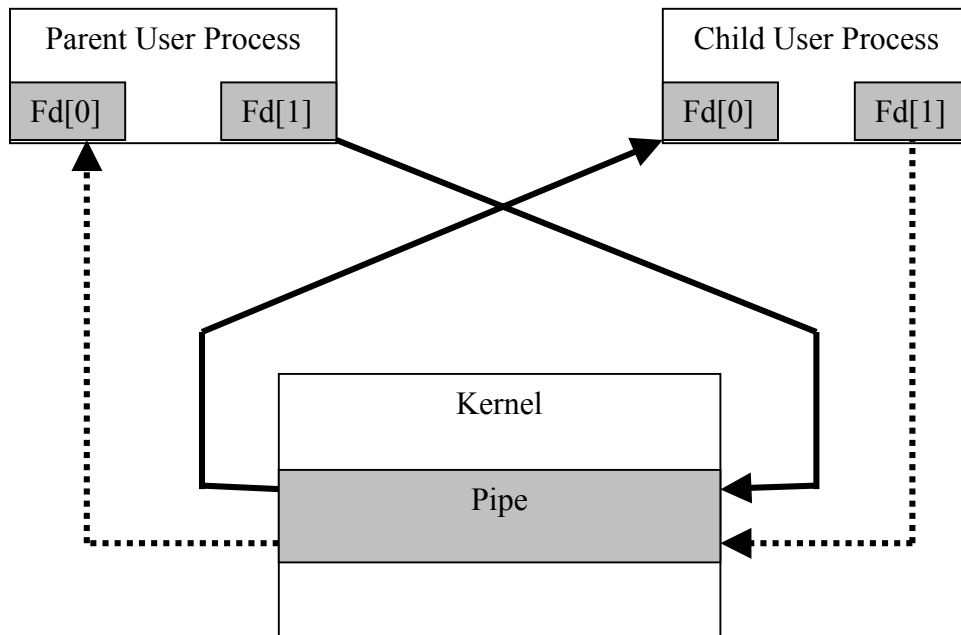 Parent User Process
Child User Process
Fd[0]
Fd[1]
Fd[0]
Fd[1]
Kernel
Pipe